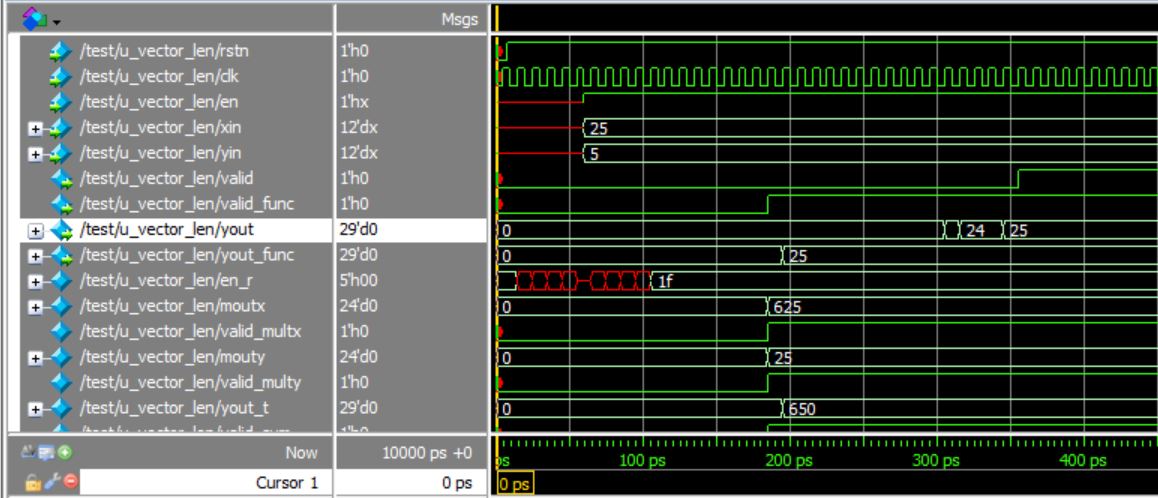 Msgs
/test/u_vector_len/rstn 1'h0
/test/u_vector_len/clk 1'h0
/test/u_vector_len/en 1'hx
/test/u_vector_len/xin 12'dx 25
/test/u_vector_len/yin 12'dx 5
/test/u_vector_len/valid 1'h0
/test/u_vector_len/valid_func 1'h0
/test/u_vector_len/yout 29'd0 0 24 25
/test/u_vector_len/yout_func 29'd0 0 25
/test/u_vector_len/en_r 5'h00 1f
/test/u_vector_len/moutx 24'd0 0 625
/test/u_vector_len/valid_multx 1'h0
/test/u_vector_len/mouty 24'd0 0 25
/test/u_vector_len/valid_multy 1'h0
/test/u_vector_len/yout_t 29'd0 0 650
Now 10000 ps +0 ps 100 ps 200 ps 300 ps 400 ps
Cursor 1 0 ps 0 ps